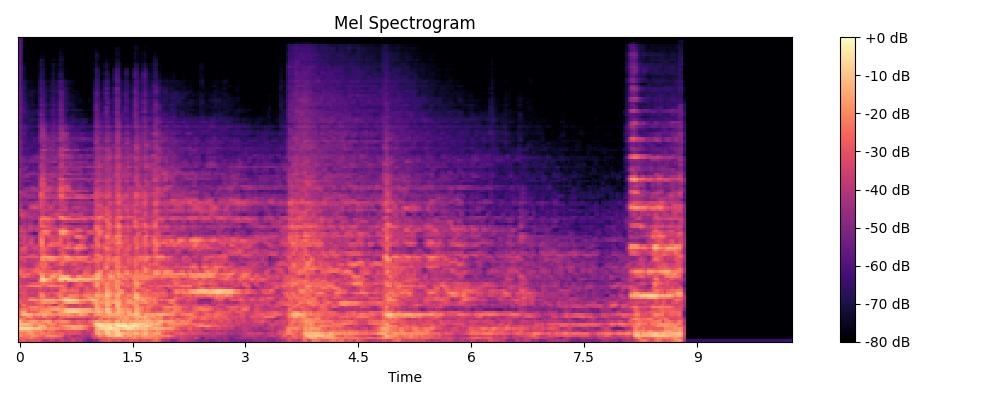 Mel Spectrogram
+0 dB
-10 dB
-20 dB
-30 dB
-40 dB
-50 dB
-60 dB
-70 dB
-80 dB
0 1.5 3 4.5 6 7.5 9
Time